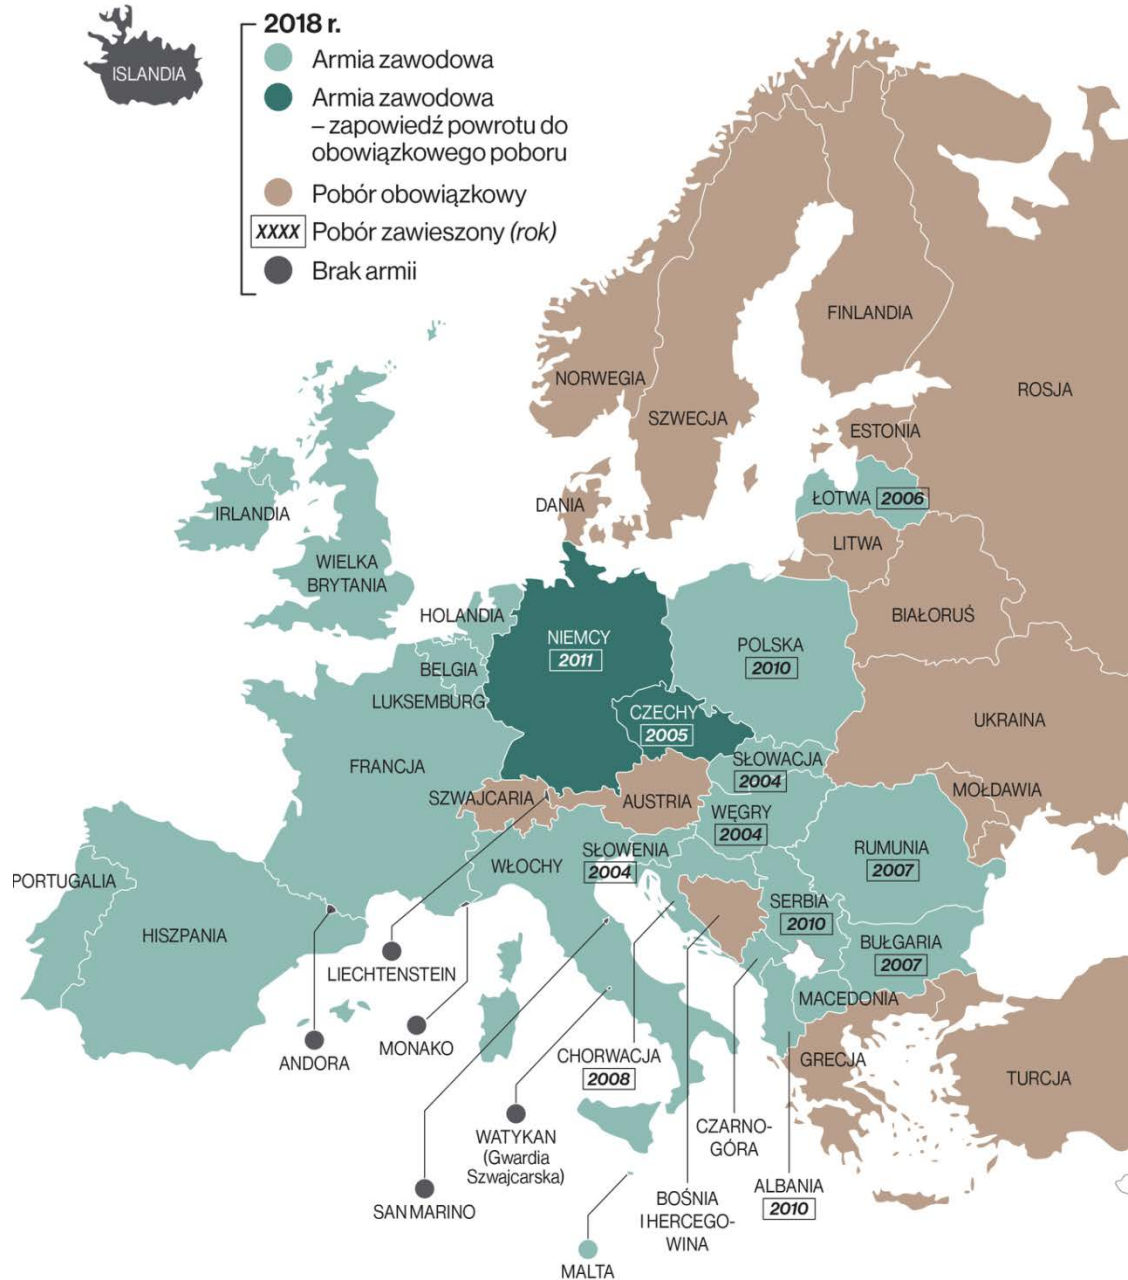 ISLANDIA
2018 r.
Armia zawodowa
Armia zawodowa
– zapowiedź powrotu do
obowiązkowego poboru
Pobór obowiązkowy
XXXX Pobór zawieszony (rok)
Brak armii
FINLANDIA
NORWEGIA
ROSJA
SZWECJA
ESTONIA
ŁOTWA 2006
DANIA
IRLANDIA
LITWA
WIELKA
BRYTANIA
HOLANDIA
BIAŁORUŚ
NIEMCY
2011
POLSKA
2010
BELGIA
LUKSEMBURG
CZECHY
2005
UKRAINA
FRANCJA
SŁOWACJA
2004
SZWAJCARIA
AUSTRIA
MOŁDAWIA
WĘGRY
2004
WŁOCHY
SŁOWENIA
2004
RUMUNIA
2007
PORTUGALIA
HISZPANIA
SERBIA
2010
BUŁGARIA
2007
LIECHTENSTEIN
MACEDONIA
ANDORA
MONAKO
CHORWACJA
2008
GRECJA
TURCJA
WATYKAN
(Gwardia
Szwajcarska)
CZARNO-
GÓRA
SAN MARINO
BOŚNIA
I HERCEGO-
WINA
ALBANIA
2010
MALTA